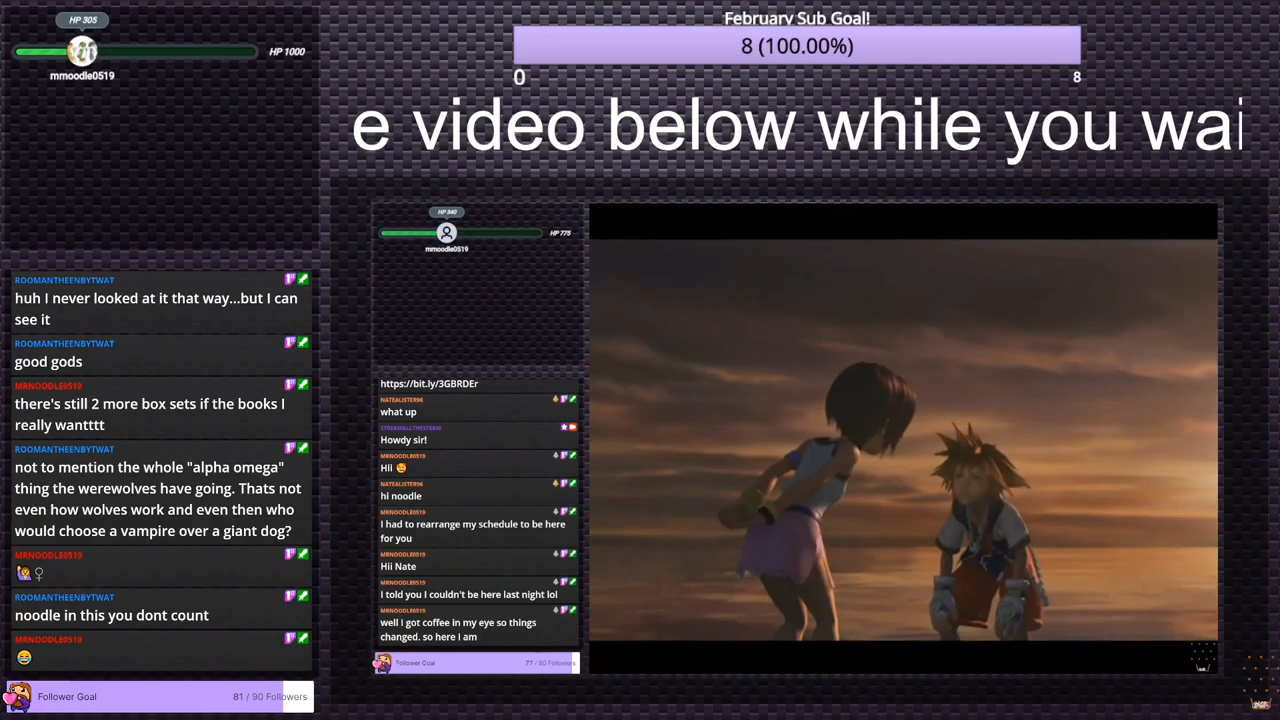 HP 305
HP 1000
mmoodle0519
February Sub Goal!
8 (100.00%)
0
8
e video below while you wai
ROOMANTHEENBYTWAT
huh I never looked at it that way...but I can
see it
ROOMANTHEENBYTWAT
good gods
MRNOODLE0519
there's still 2 more box sets if the books I
really wantttt
ROOMANTHEENBYTWAT
not to mention the whole "alpha omega"
thing the werewolves have going. Thats not
even how wolves work and even then who
would choose a vampire over a giant dog?
MRNOODLE0519
🙋♀
ROOMANTHEENBYTWAT
noodle in this you dont count
MRNOODLE0519
😂
Follower Goal
81 / 90 Followers
HP 340
HP 775
mmoodle0519
https://bit.ly/3GBRDEr
NATEALISTER96
what up
Howdy sir!
MRNOODLE0519
Hii
NATEALISTER96
hi noodle
MRNOODLE0519
I had to rearrange my schedule to be here
for you
MRNOODLE0519
Hii Nate
MRNOODLE0519
I told you I couldn't be here last night lol
MRNOODLE0519
well I got coffee in my eye so things
changed. so here I am
Follower Goal
77 / 80 Followers